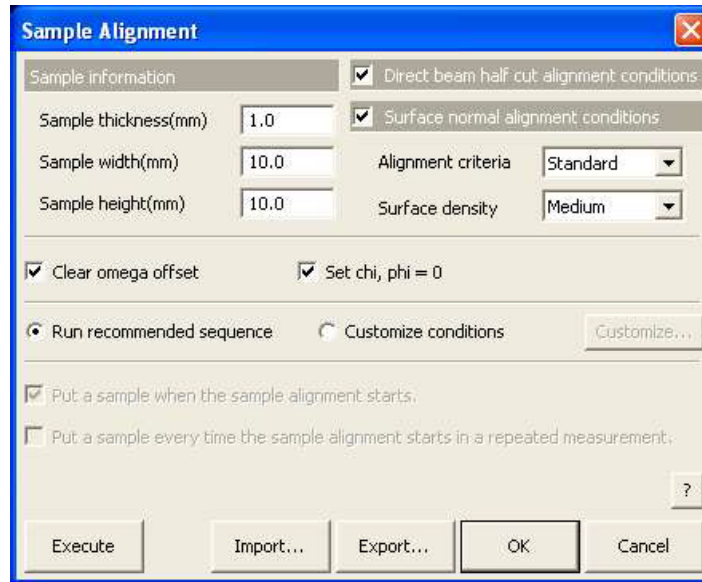 Sample Alignment
Sample information
Direct beam half cut alignment conditions
Sample thickness(mm) 1.0
Surface normal alignment conditions
Sample width(mm) 10.0
Alignment criteria Standard
Sample height(mm) 10.0
Surface density Medium
Clear omega offset Set chi, phi = 0
Run recommended sequence Customize conditions Customize...
Put a sample when the sample alignment starts.
Put a sample every time the sample alignment starts in a repeated measurement.
?
Execute Import... Export... OK Cancel